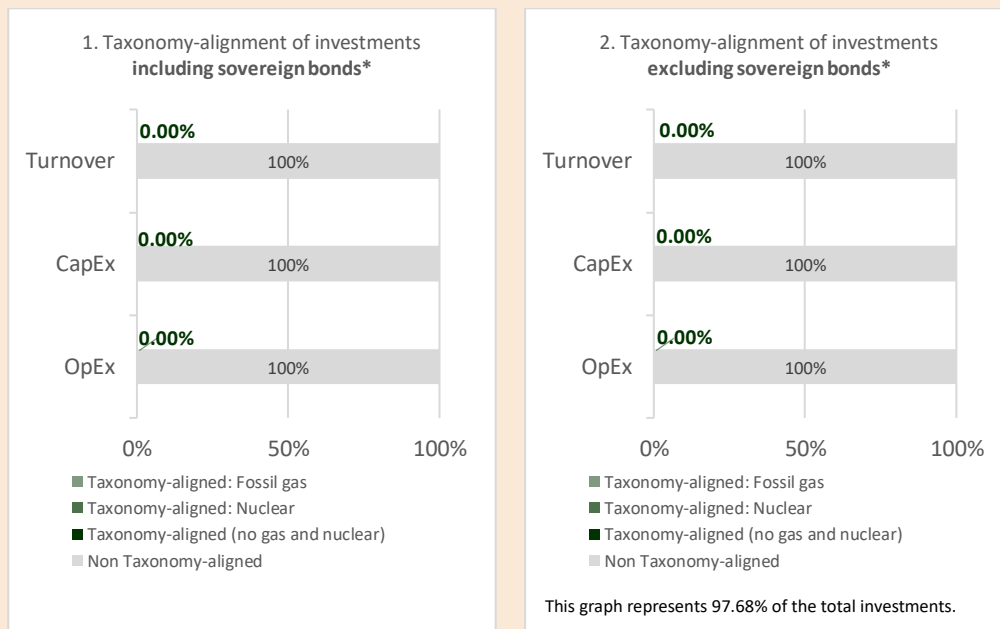 1. Taxonomy-alignment of investments
including sovereign bonds*
0.00%
Turnover
100%
0.00%
CapEx
100%
0.00%
OpEx
100%
0% 50% 100%
Taxonomy-aligned: Fossil gas
Taxonomy-aligned: Nuclear
Taxonomy-aligned (no gas and nuclear)
Non Taxonomy-aligned
2. Taxonomy-alignment of investments
excluding sovereign bonds*
0.00%
Turnover
100%
0.00%
CapEx
100%
0.00%
OpEx
100%
0% 50% 100%
Taxonomy-aligned: Fossil gas
Taxonomy-aligned: Nuclear
Taxonomy-aligned (no gas and nuclear)
Non Taxonomy-aligned
This graph represents 97.68% of the total investments.